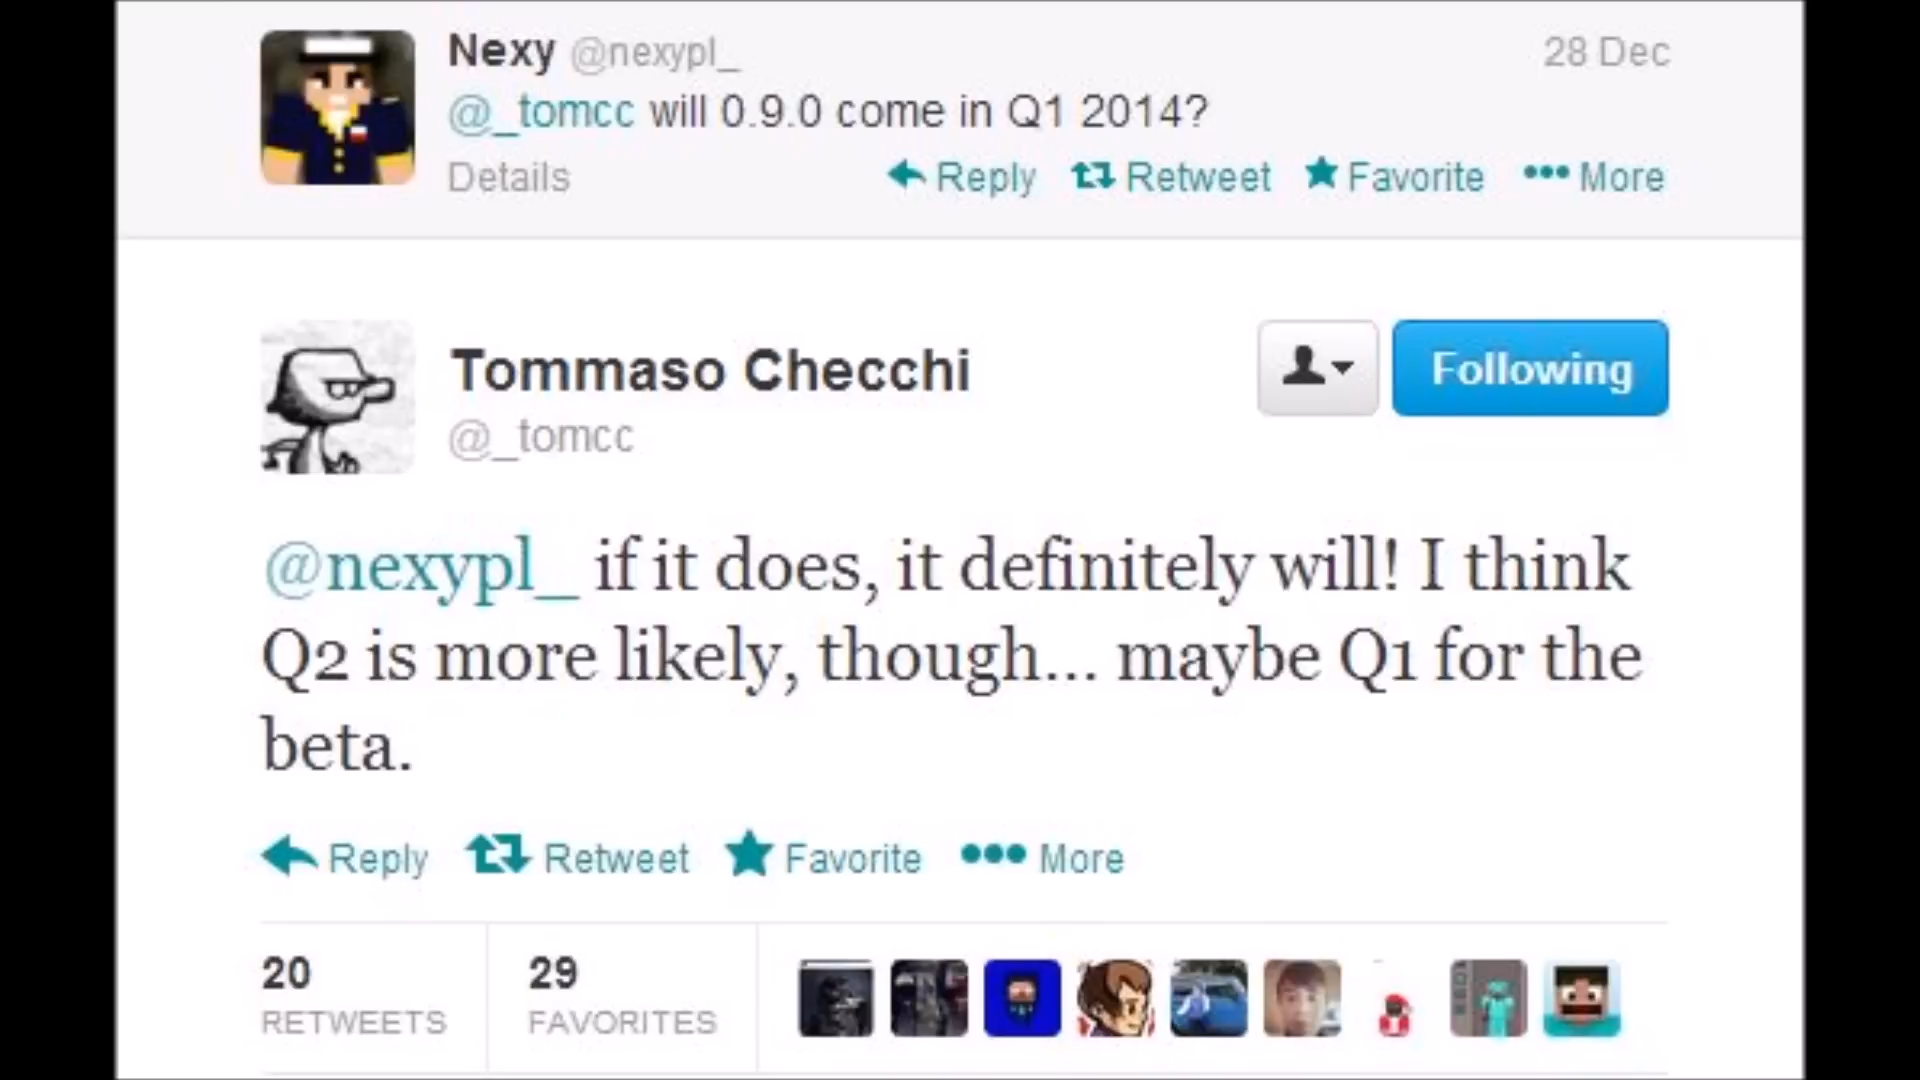 Nexy @nexypl_ 28 Dec
@_tomcc will 0.9.0 come in Q1 2014?
Details Reply Retweet Favorite More
Tommaso Checchi Following
@_tomcc
@nexypl_ if it does, it definitely will! I think
Q2 is more likely, though... maybe Q1 for the
beta.
Reply Retweet Favorite More
20 29
RETWEETS FAVORITES